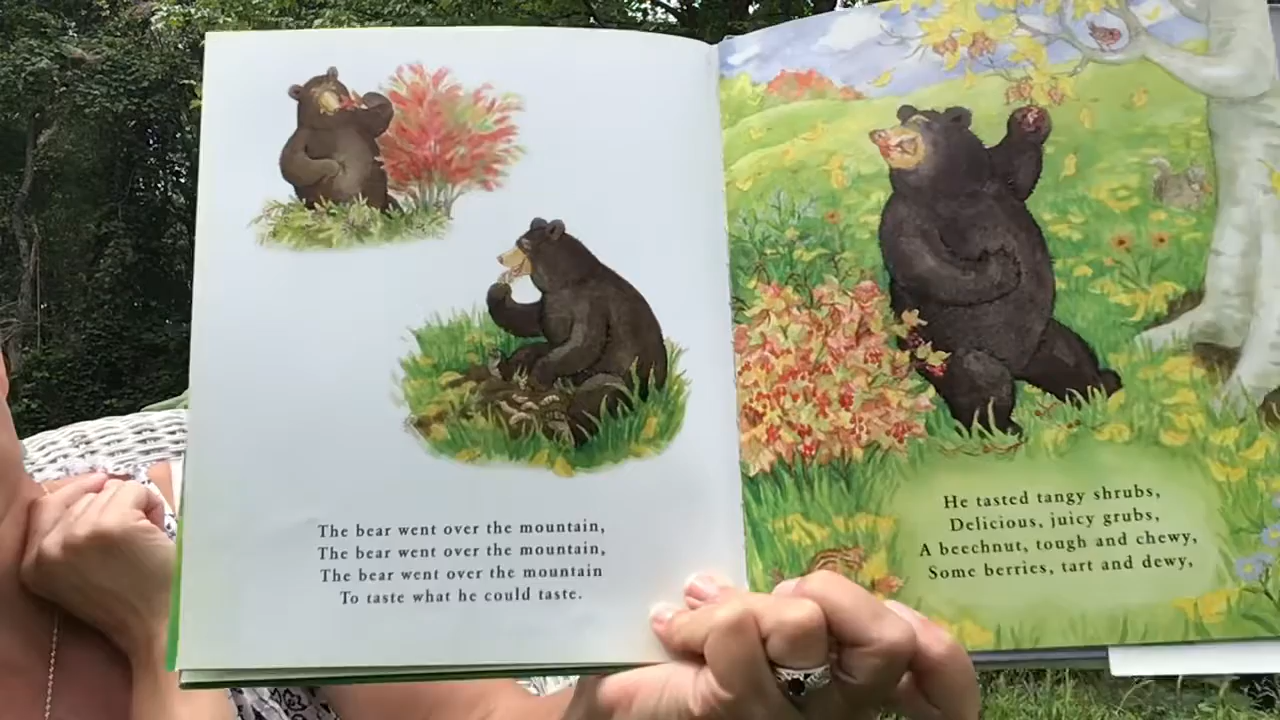 The bear went over the mountain,
The bear went over the mountain,
The bear went over the mountain
To taste what he could taste.
He tasted tangy shrubs,
Delicious, juicy grubs,
A beechnut, tough and chewy,
Some berries, tart and dewy,